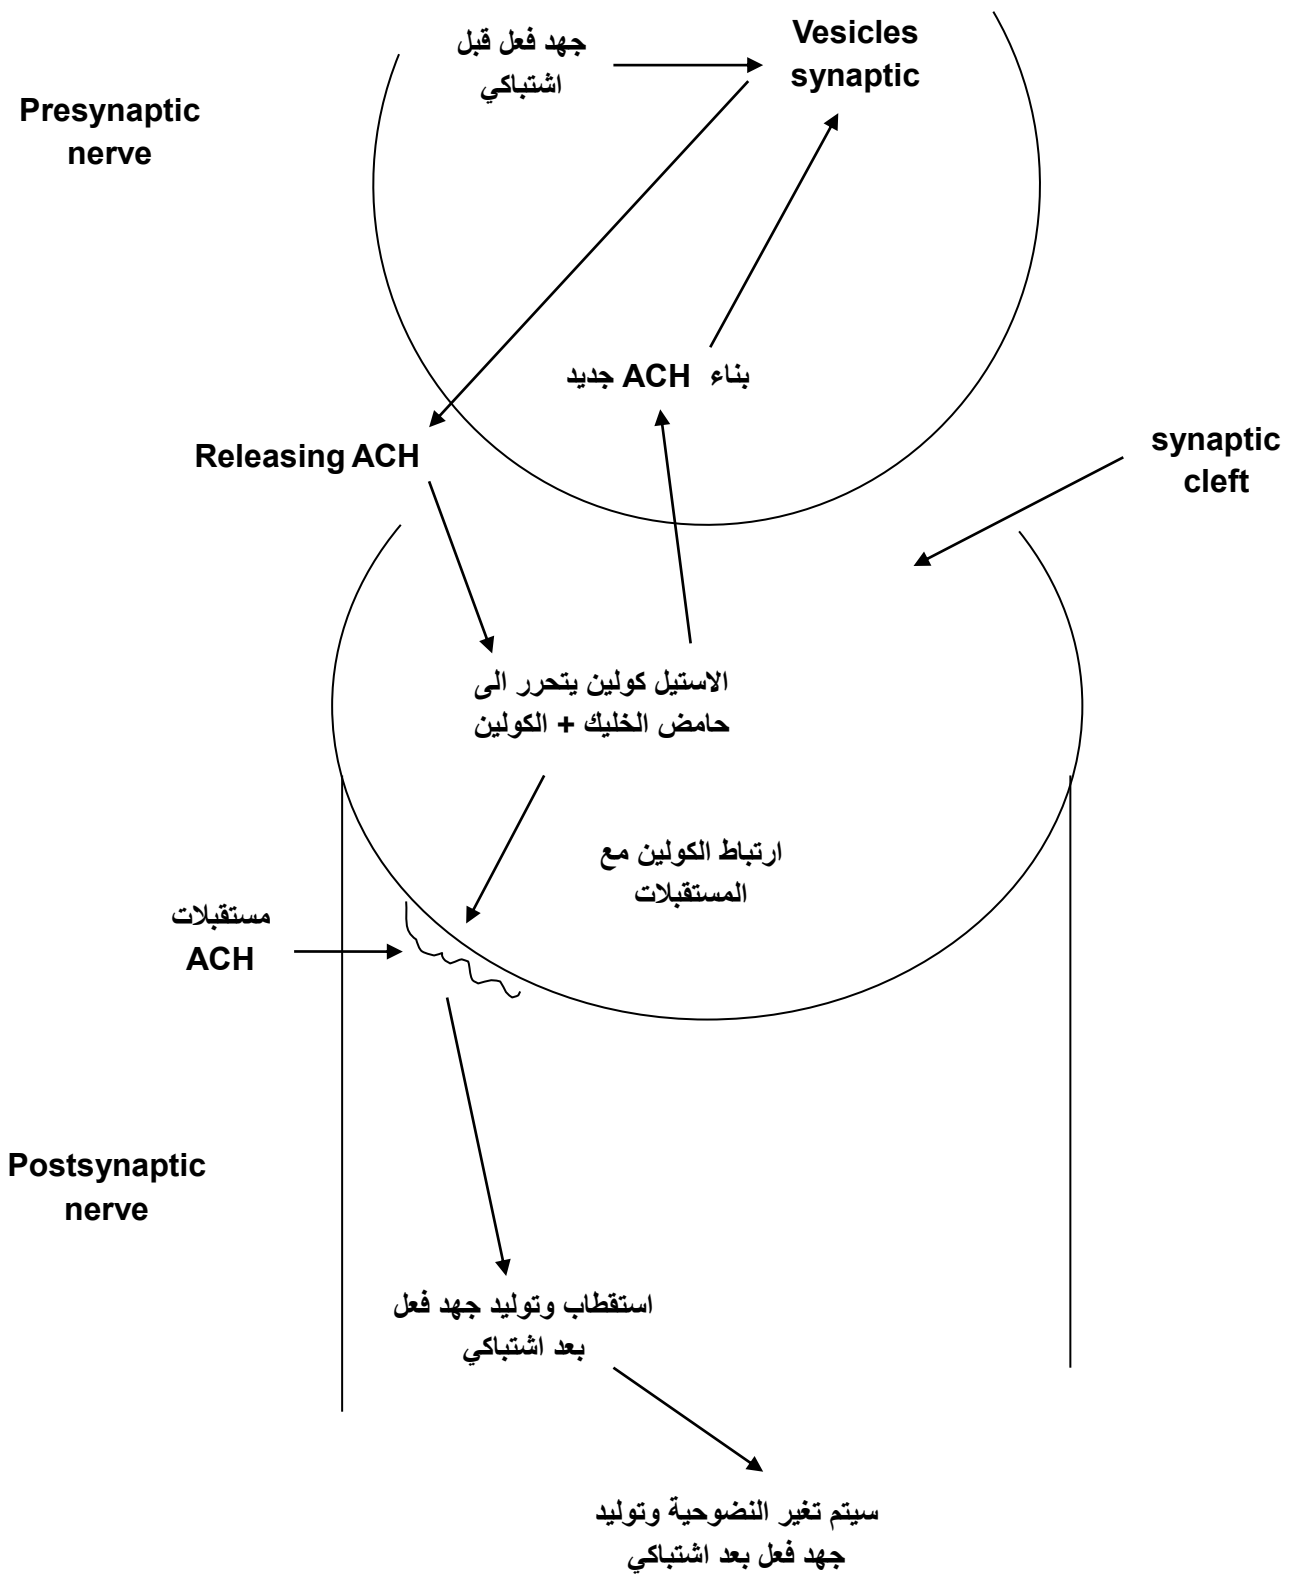 جهد فعل قبل
اشتباكي
Vesicles
synaptic
Presynaptic
nerve
بناء ACH جديد
Releasing ACH
synaptic
cleft
الاستيل كولين يتحرر الى
حامض الخليك + الكولين
ارتباط الكولين مع
المستقبلات
مستقبلات
ACH
Postsynaptic
nerve
استقطاب وتوليد جهد فعل
بعد اشتباكي
سيتم تغير النضوحية وتوليد
جهد فعل بعد اشتباكي